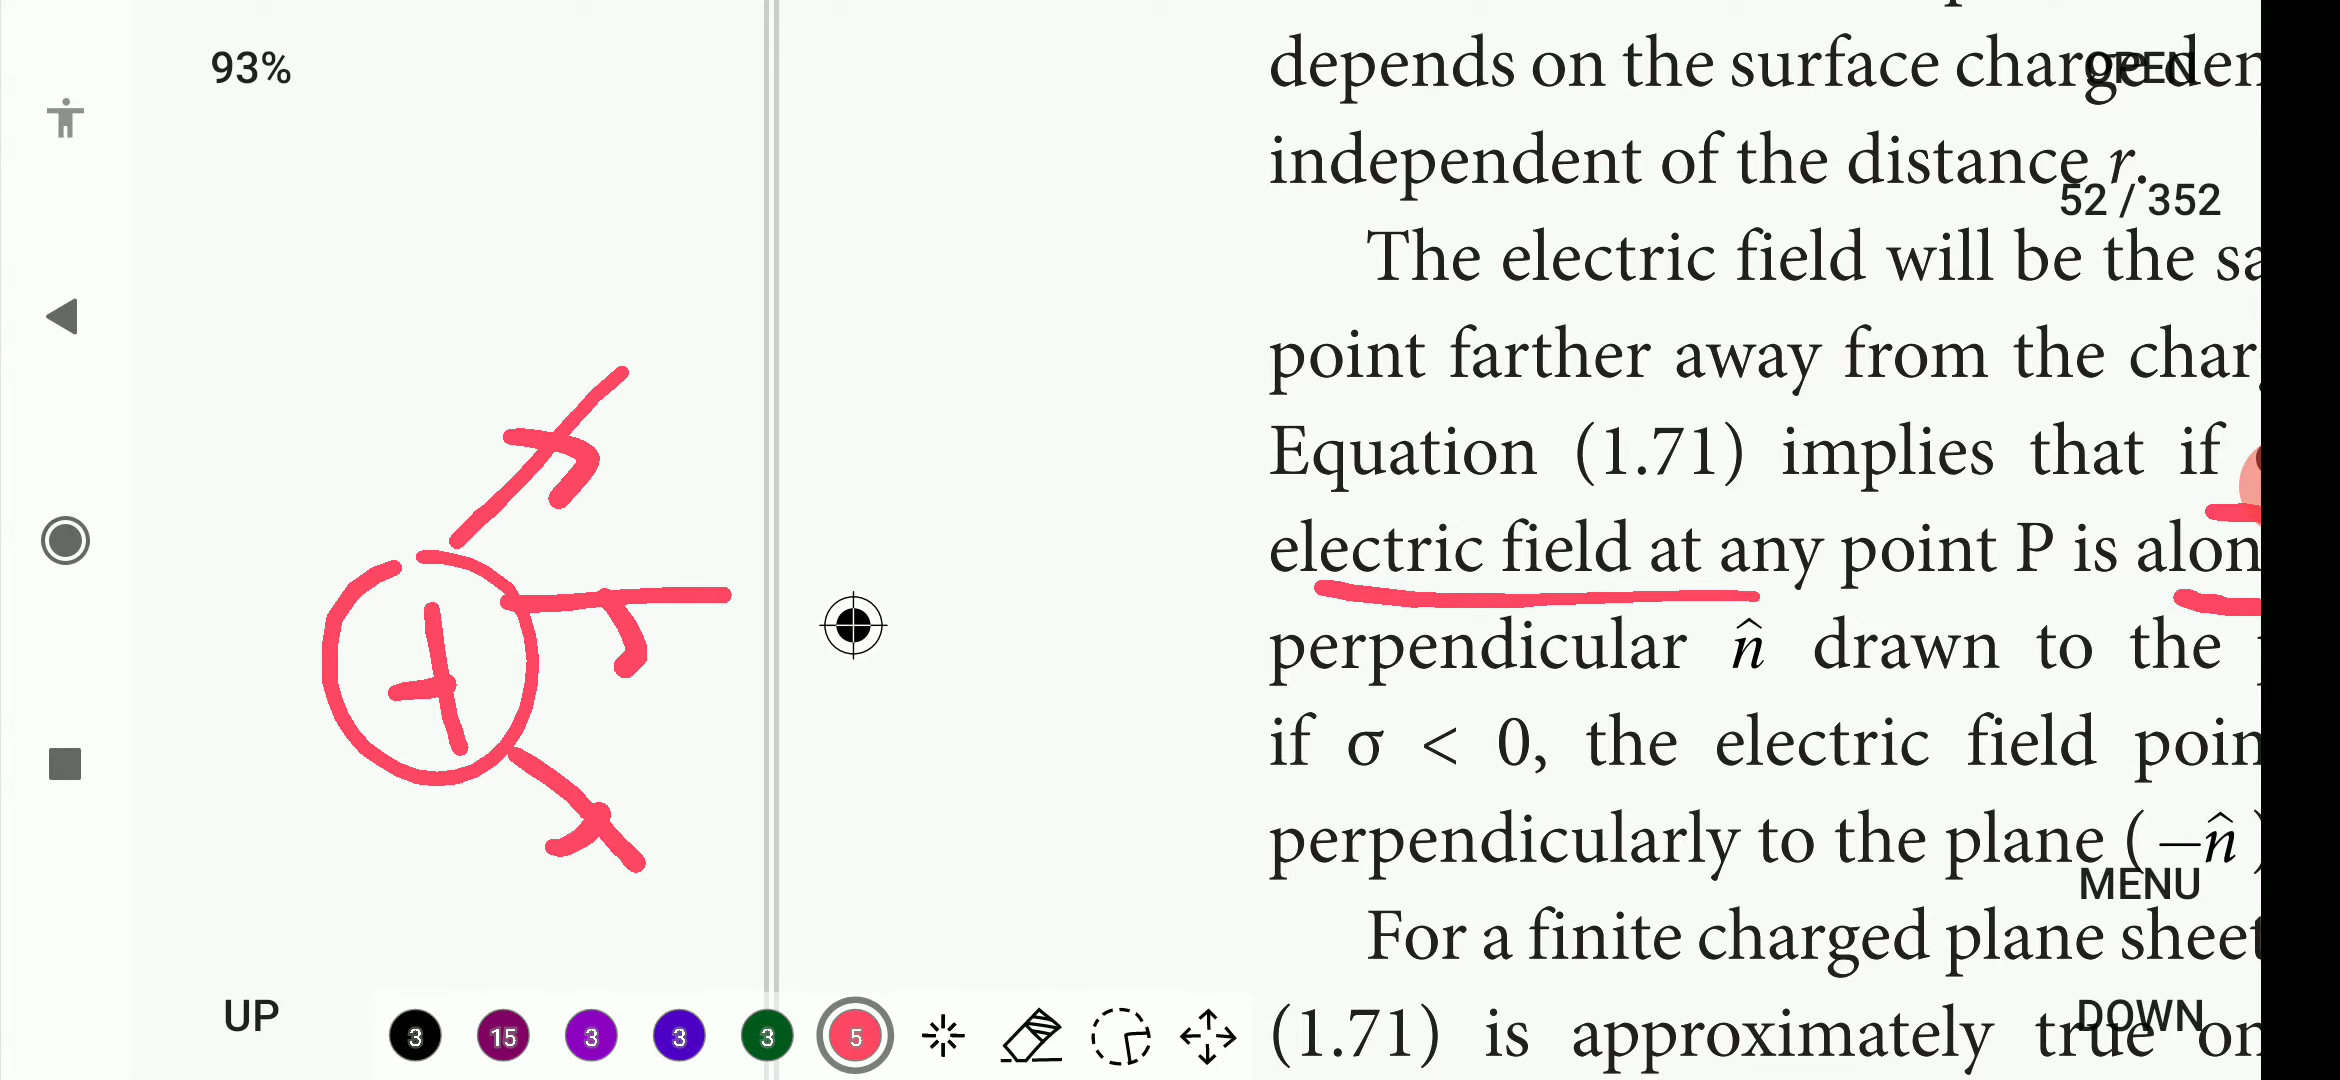 93%
depends on the surface charge den
OPEN
independent of the distance r.
52 / 352
The electric field will be the sa
point farther away from the char
Equation (1.71) implies that if
electric field at any point P is alon
perpendicular n̂ drawn to the
if σ < 0, the electric field poin
perpendicularly to the plane (−n̂)
MENU
For a finite charged plane sheet
(1.71) is approximately true on
DOWN
+
UP
3 15 3 3 3 5